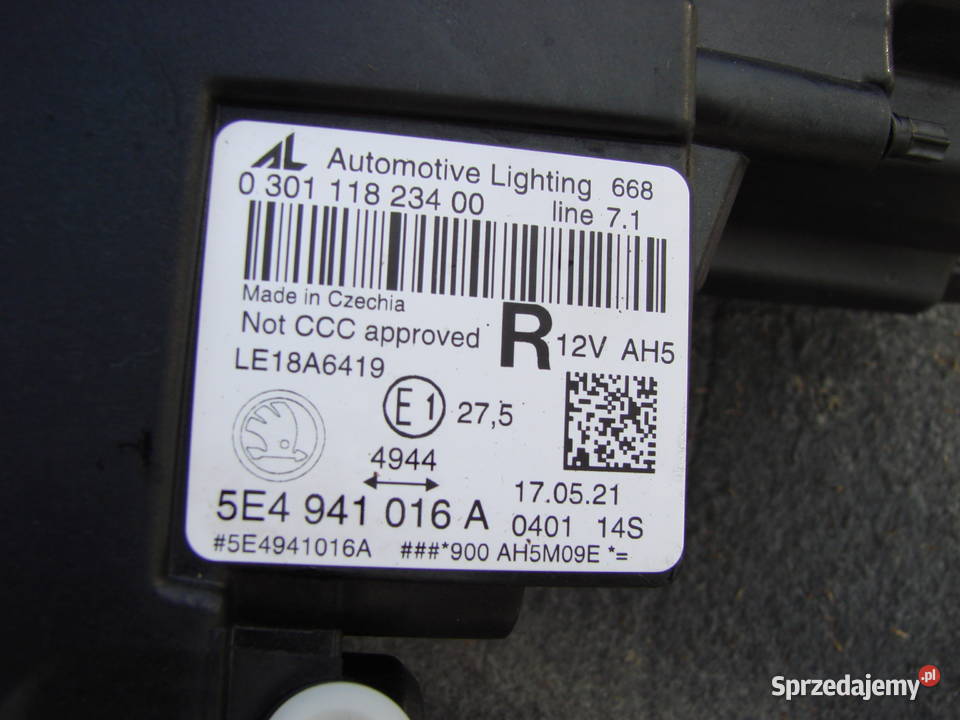 AL Automotive Lighting 668
0 301 118 234 00 line 7.1
Made in Czechia
Not CCC approved R 12V AH5
LE18A6419
E1 27,5
4944
17.05.21
5E4 941 016 A 0401 14S
#5E4941016A ###*900 AH5M09E *=
Sprzedajemy.pl